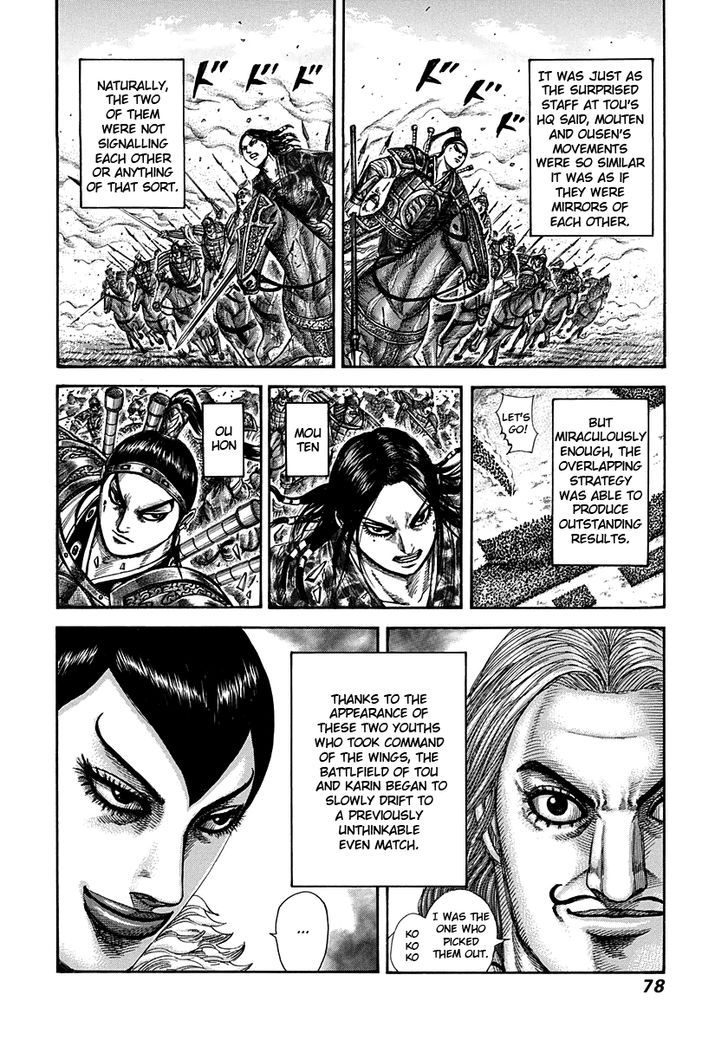 IT WAS JUST AS
THE SURPRISED
STAFF AT TOU'S
HQ SAID, MOUTEN
AND OUSEN'S
MOVEMENTS
WERE SO SIMILAR
IT WAS AS IF
THEY WERE
MIRRORS OF
EACH OTHER.
ドドド
NATURALLY,
THE TWO
OF THEM
WERE NOT
SIGNALLING
EACH OTHER
OR ANYTHING
OF THAT SORT.
ドドド
BUT
MIRACULOUSLY
ENOUGH, THE
OVERLAPPING
STRATEGY
WAS ABLE TO
PRODUCE
OUTSTANDING
RESULTS.
LET'S
GO!
MOU
TEN
OU
HON
THANKS TO THE
APPEARANCE OF
THESE TWO YOUTHS
WHO TOOK COMMAND
OF THE WINGS, THE
BATTLFIELD OF TOU
AND KARIN BEGAN TO
SLOWLY DRIFT TO
A PREVIOUSLY
UNTHINKABLE
EVEN MATCH.
I WAS THE
ONE WHO
PICKED
THEM OUT.
KO
KO
KO
...
78